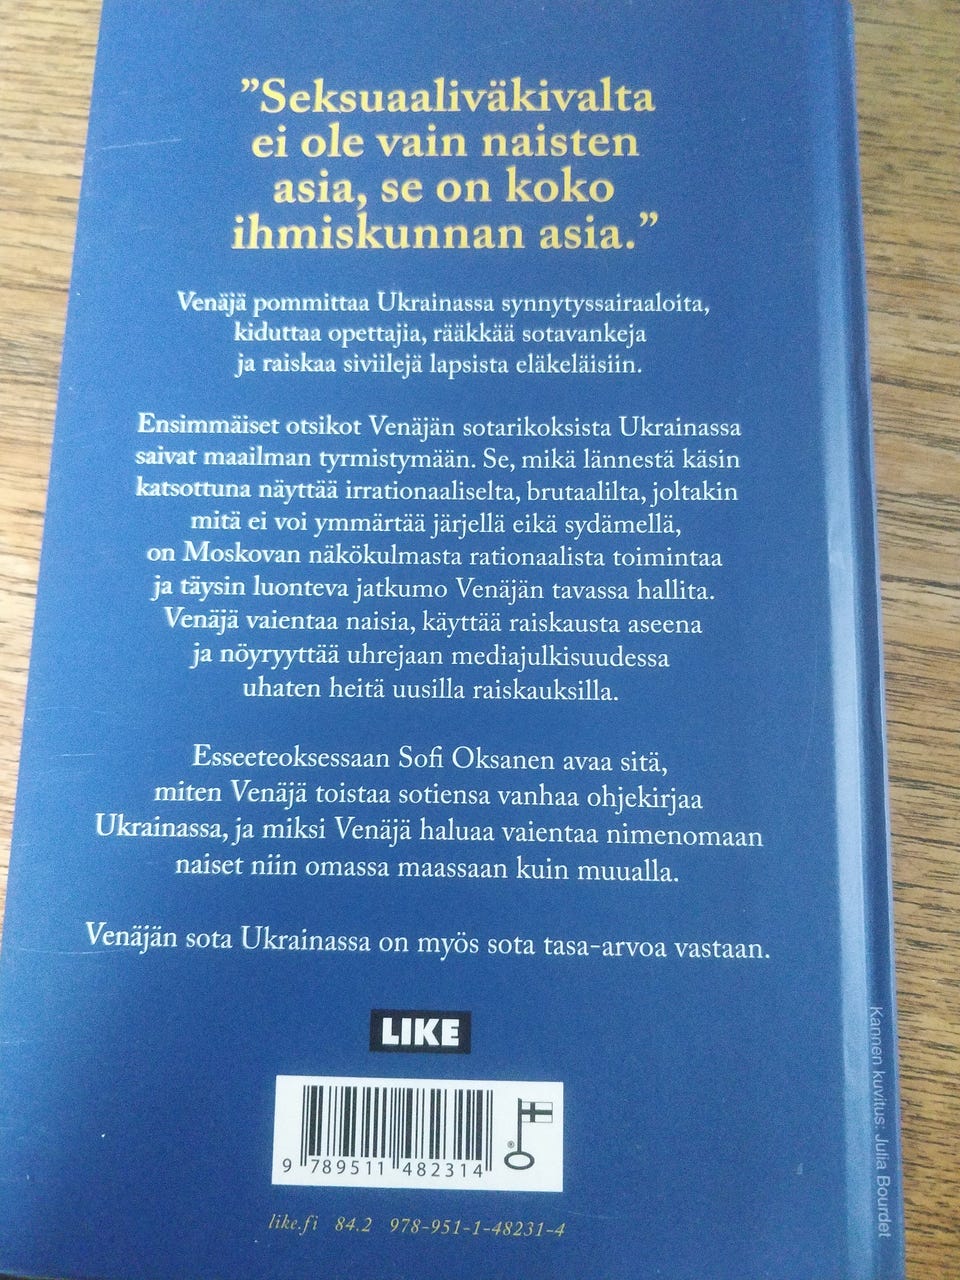 ”Seksuaaliväkivalta
ei ole vain naisten
asia, se on koko
ihmiskunnan asia.”
Venäjä pommittaa Ukrainassa synnytyssairaaloita,
kiduttaa opettajia, rääkkää sotavankeja
ja raiskaa siviilejä lapsista eläkeläisiin.
Ensimmäiset otsikot Venäjän sotarikoksista Ukrainassa
saivat maailman tyrmistymään. Se, mikä lännestä käsin
katsottuna näyttää irrationaaliselta, brutaalilta, joltakin
mitä ei voi ymmärtää järjellä eikä sydämellä,
on Moskovan näkökulmasta rationaalista toimintaa
ja täysin luonteva jatkumo Venäjän tavassa hallita.
Venäjä vaientaa naisia, käyttää raiskausta aseena
ja nöyryyttää uhrejaan mediajulkisuudessa
uhaten heitä uusilla raiskauksilla.
Esseeteoksessaan Sofi Oksanen avaa sitä,
miten Venäjä toistaa sotiensa vanhaa ohjekirjaa
Ukrainassa, ja miksi Venäjä haluaa vaientaa nimenomaan
naiset niin omassa maassaan kuin muualla.
Venäjän sota Ukrainassa on myös sota tasa-arvoa vastaan.
LIKE
®
9 789511 482314
like.fi 84.2 978-951-1-48231-4
Kannen kuvitus: Julia Bourdet